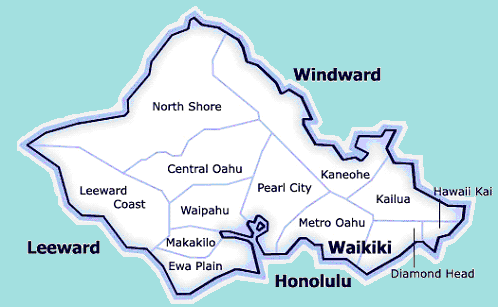 Windward
North Shore
Central Oahu
Kaneohe
Leeward
Coast
Pearl City
Kailua
Hawaii Kai
Waipahu
Metro Oahu
Makakilo
Leeward
Waikiki
Ewa Plain
Diamond Head
Honolulu